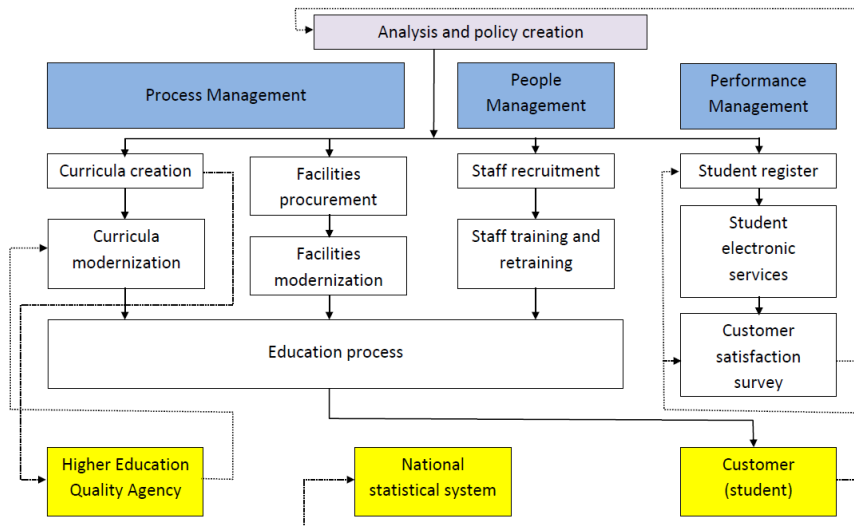 Analysis and policy creation
Process Management
People
Management
Performance
Management
Curricula creation
Facilities
procurement
Staff recruitment
Student register
Curricula
modernization
Facilities
modernization
Staff training and
retraining
Student
electronic
services
Education process
Customer
satisfaction
survey
Higher Education
Quality Agency
National
statistical system
Customer
(student)